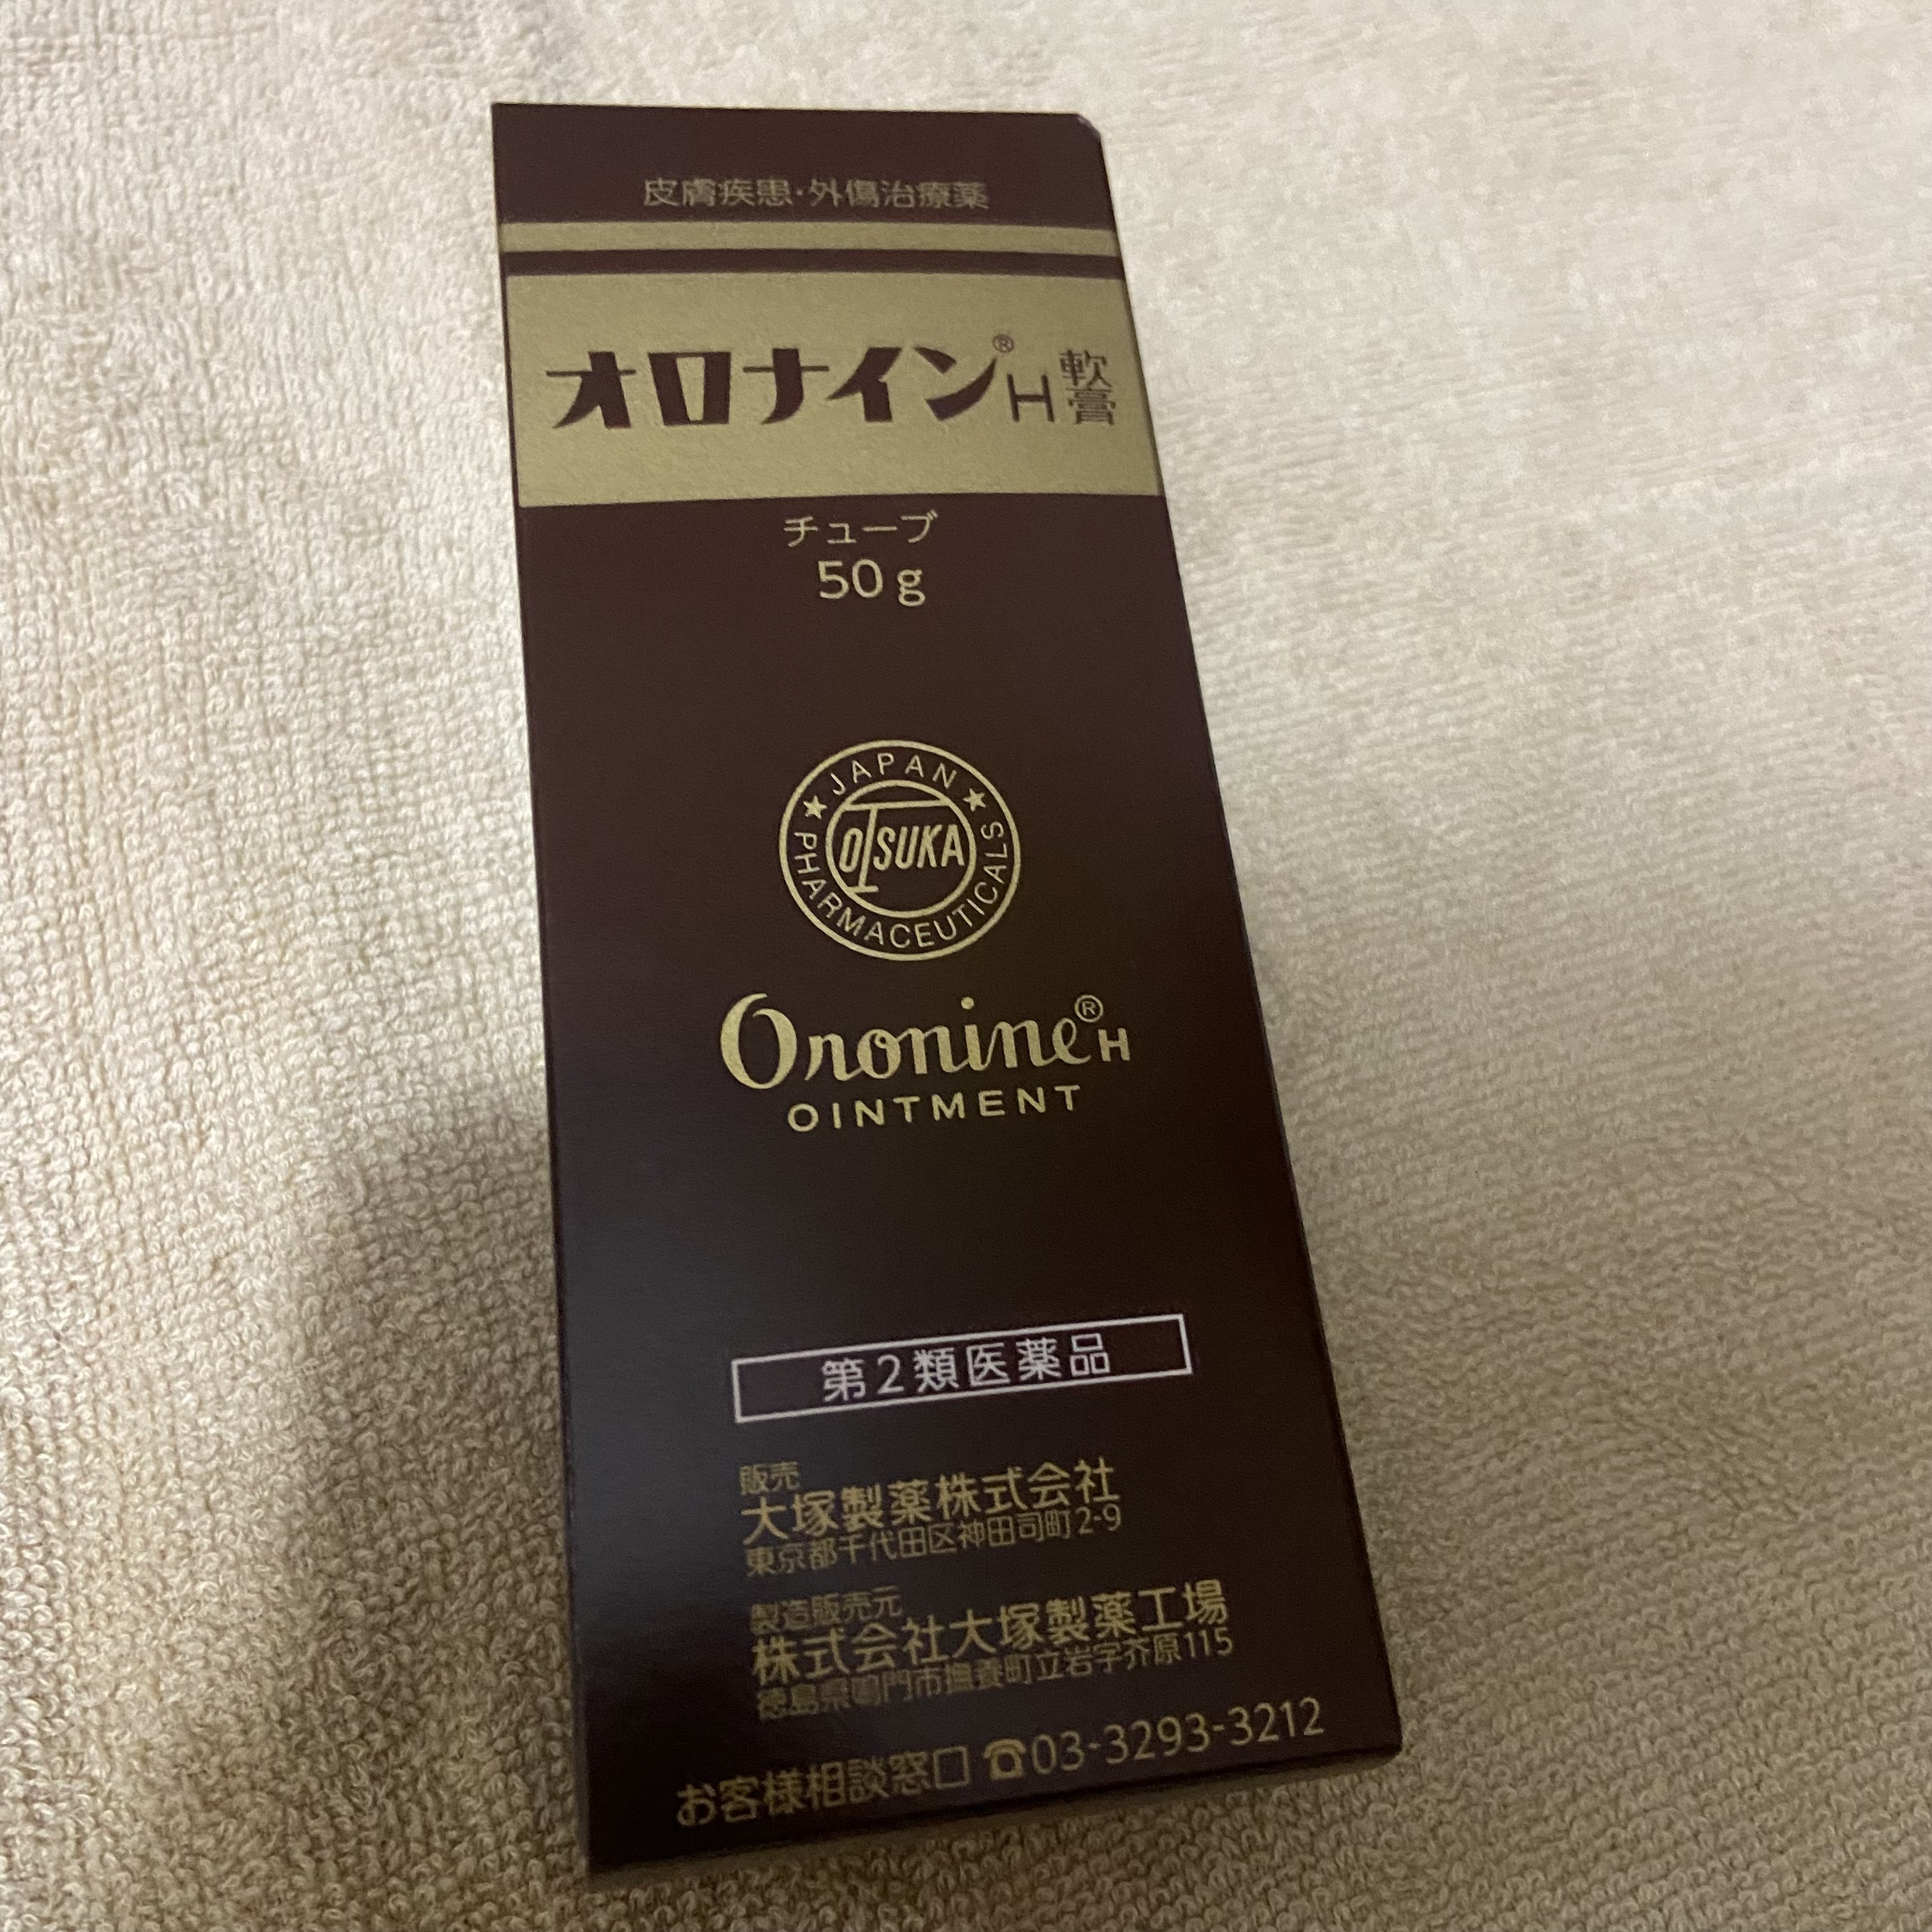 皮膚疾患・外傷治療薬
オロナイン®H軟膏
チューブ
50g
JAPAN
OTSUKA
PHARMACEUTICALS
Oronine®H
OINTMENT
第2類医薬品
販売
大塚製薬株式会社
東京都千代田区神田司町2-9
製造販売元
株式会社大塚製薬工場
徳島県鳴門市撫養町立岩字芥原115
お客様相談窓口 ☎03-3293-3212